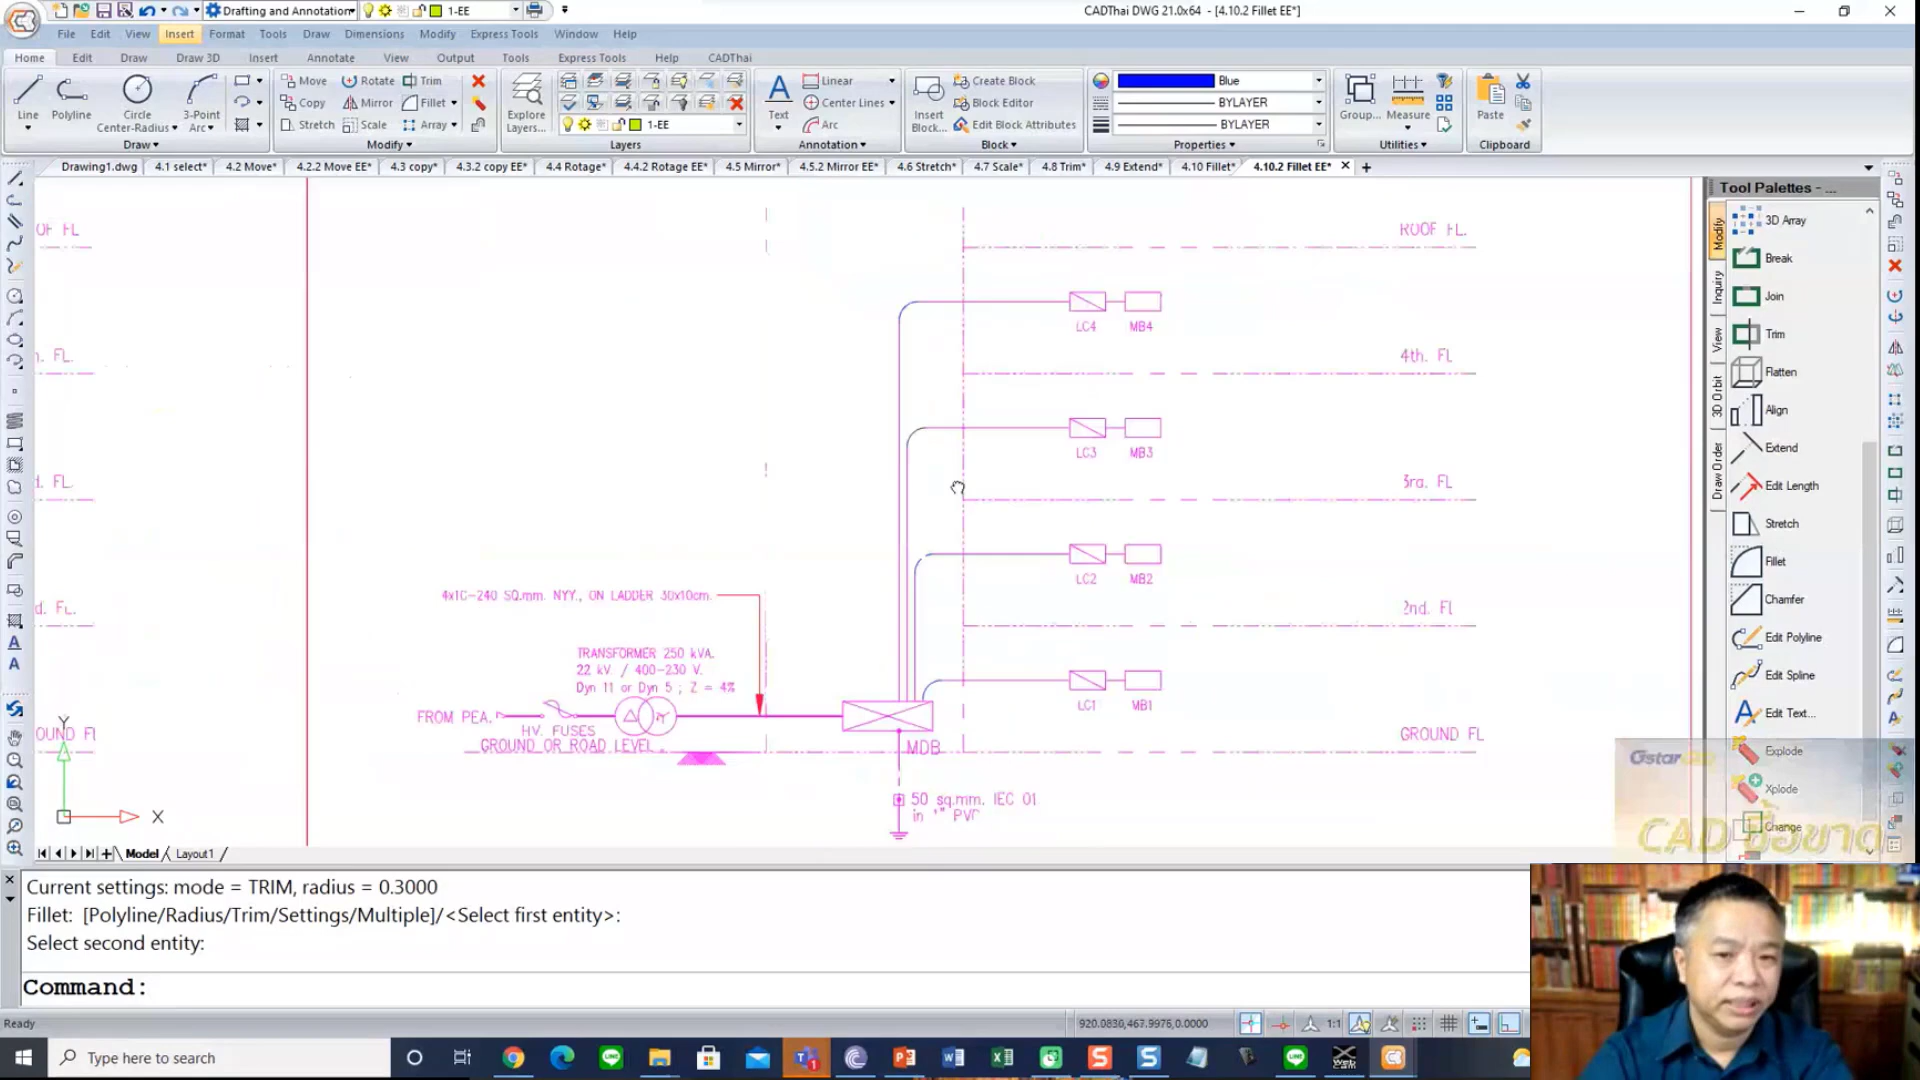 Drafting and Annotation
1-EE
CADThai DWG 21.0x64 - [4.10.2 Fillet EE*]
File Edit View Insert Format Tools Draw Dimensions Modify Express Tools Window Help
Home Edit Draw Draw 3D Insert Annotate View Output Tools Express Tools Help CADThai
Line
Polyline
Circle
Center-Radius
3-Point
Arc
Draw
Move Rotate Trim
Copy Mirror Fillet
Stretch Scale Array
Modify
Explore
Layers...
1-EE
Layers
Text
Linear
Center Lines
Arc
Annotation
Insert
Block...
Create Block
Block Editor
Edit Block Attributes
Block
Blue
BYLAYER
BYLAYER
Properties
Group... Measure
Utilities
Paste
Clipboard
Drawing1.dwg 4.1 select* 4.2 Move* 4.2.2 Move EE* 4.3 copy* 4.3.2 copy EE* 4.4 Rotage* 4.4.2 Rotage EE* 4.5 Mirror* 4.5.2 Mirror EE* 4.6 Stretch* 4.7 Scale* 4.8 Trim* 4.9 Extend* 4.10 Fillet* 4.10.2 Fillet EE*
Tool Palettes - ...
Modify
Inquiry
View
3D Orbit
Draw Order
3D Array
Break
Join
Trim
Flatten
Align
Extend
Edit Length
Stretch
Fillet
Chamfer
Edit Polyline
Edit Spline
Edit Text...
Explode
Xplode
Change
OF FL
ROOF FL.
LC4 MB4
h. FL.
4th. FL
LC3 MB3
d. FL.
3ra. FL
LC2 MB2
4x1C-240 SQ.mm. NYY., ON LADDER 30x10cm.
d. FL.
2nd. FL
TRANSFORMER 250 kVA.
22 kV. / 400-230 V.
Dyn 11 or Dyn 5 ; Z = 4%
LC1 MB1
FROM PEA.
HV. FUSES
GROUND OR ROAD LEVEL
MDB
OUND FL
GROUND FL
50 sq.mm. IEC 01
Y
X
Model Layout1
Current settings: mode = TRIM, radius = 0.3000
Fillet: [Polyline/Radius/Trim/Settings/Multiple]/<Select first entity>:
Select second entity:
Command:
Ready
920.0830,467.9976,0.0000
1:1
Type here to search